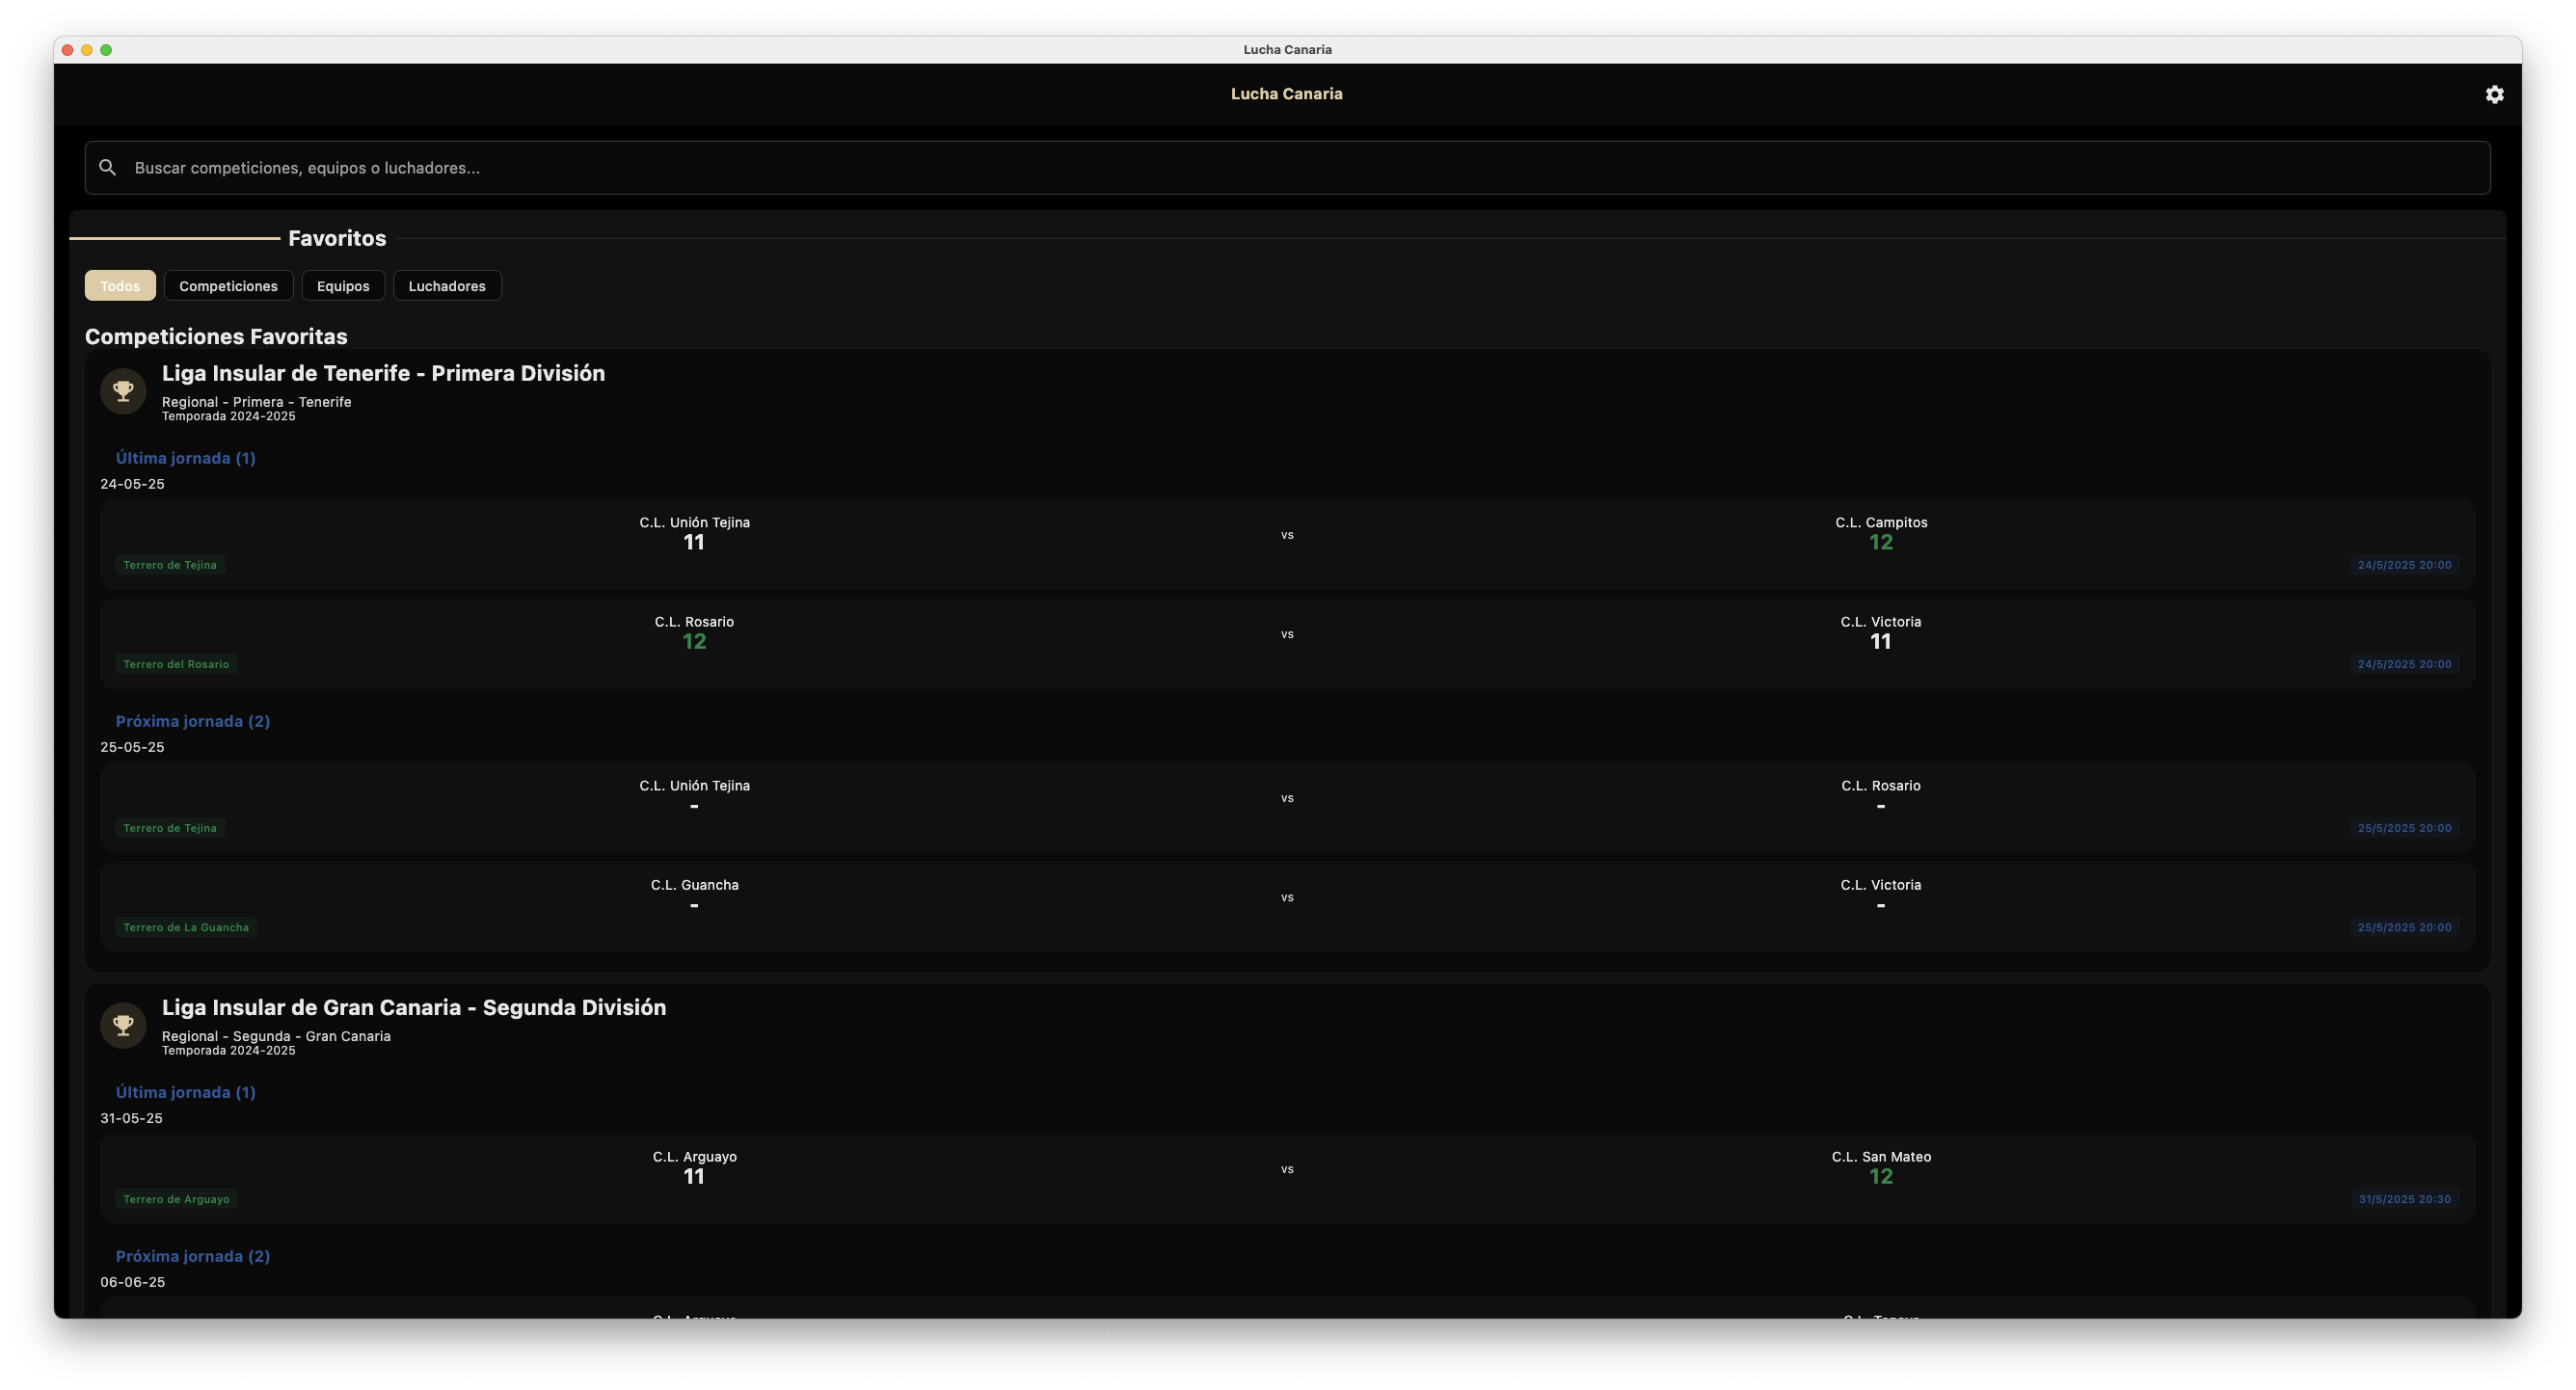 Lucha Canaria
Lucha Canaria
Buscar competiciones, equipos o luchadores...
Favoritos
Todos
Competiciones
Equipos
Luchadores
Competiciones Favoritas
Liga Insular de Tenerife - Primera División
Regional - Primera - Tenerife
Temporada 2024-2025
Última jornada (1)
24-05-25
C.L. Unión Tejina
11
vs
C.L. Campitos
12
Terrero de Tejina
24/5/2025 20:00
C.L. Rosario
12
vs
C.L. Victoria
11
Terrero del Rosario
24/5/2025 20:00
Próxima jornada (2)
25-05-25
C.L. Unión Tejina
-
vs
C.L. Rosario
-
Terrero de Tejina
25/5/2025 20:00
C.L. Guancha
-
vs
C.L. Victoria
-
Terrero de La Guancha
25/5/2025 20:00
Liga Insular de Gran Canaria - Segunda División
Regional - Segunda - Gran Canaria
Temporada 2024-2025
Última jornada (1)
31-05-25
C.L. Arguayo
11
vs
C.L. San Mateo
12
Terrero de Arguayo
31/5/2025 20:30
Próxima jornada (2)
06-06-25
C.L. Arguayo
C.L.